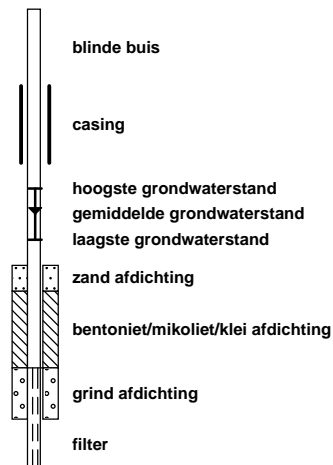 blinde buis
casing
hoogste grondwaterstand
gemiddelde grondwaterstand
laagste grondwaterstand
zand afdichting
bentoniet/mikoliet/klei afdichting
grind afdichting
filter